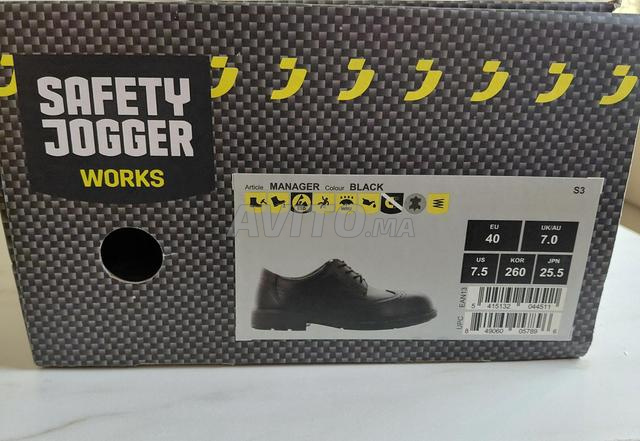 SAFETY
JOGGER
WORKS
Article MANAGER Colour BLACK
S3
AVITO.MA
EU
40
UK/AU
7.0
US
7.5
KOR
260
JPN
25.5
EAN13
5 415132 044511
UPC
8 49060 05789 6